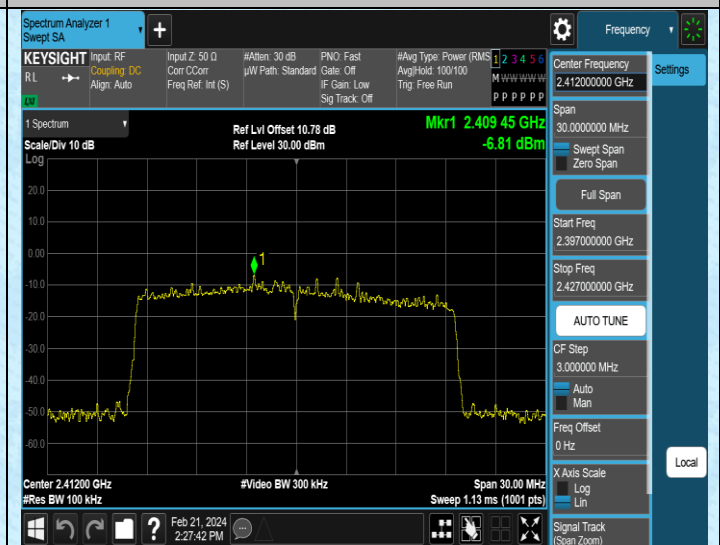 Spectrum Analyzer 1
Swept SA
+
Frequency
KEYSIGHT
RL
LNI
Input: RF
Coupling: DC
Align: Auto
Input Z: 50 Ω
Corr CCorr
Freq Ref: Int (S)
#Atten: 30 dB
µW Path: Standard
PNO: Fast
Gate: Off
IF Gain: Low
Sig Track: Off
#Avg Type: Power (RMS
Avg|Hold: 100/100
Trig: Free Run
1 2 3 4 5 6
M W W W W W
P P P P P P
1 Spectrum
Scale/Div 10 dB
Log
Ref Lvl Offset 10.78 dB
Ref Level 30.00 dBm
Mkr1 2.409 45 GHz
-6.81 dBm
20.0
10.0
0.00
-10.0
-20.0
-30.0
-40.0
-50.0
-60.0
1
Center 2.41200 GHz
#Res BW 100 kHz
#Video BW 300 kHz
Span 30.00 MHz
Sweep 1.13 ms (1001 pts)
Center Frequency
2.412000000 GHz
Settings
Span
30.0000000 MHz
Swept Span
Zero Span
Full Span
Start Freq
2.397000000 GHz
Stop Freq
2.427000000 GHz
AUTO TUNE
CF Step
3.000000 MHz
Auto
Man
Freq Offset
0 Hz
X Axis Scale
Log
Lin
Local
Signal Track
(Span Zoom)
?
Feb 21, 2024
2:27:42 PM